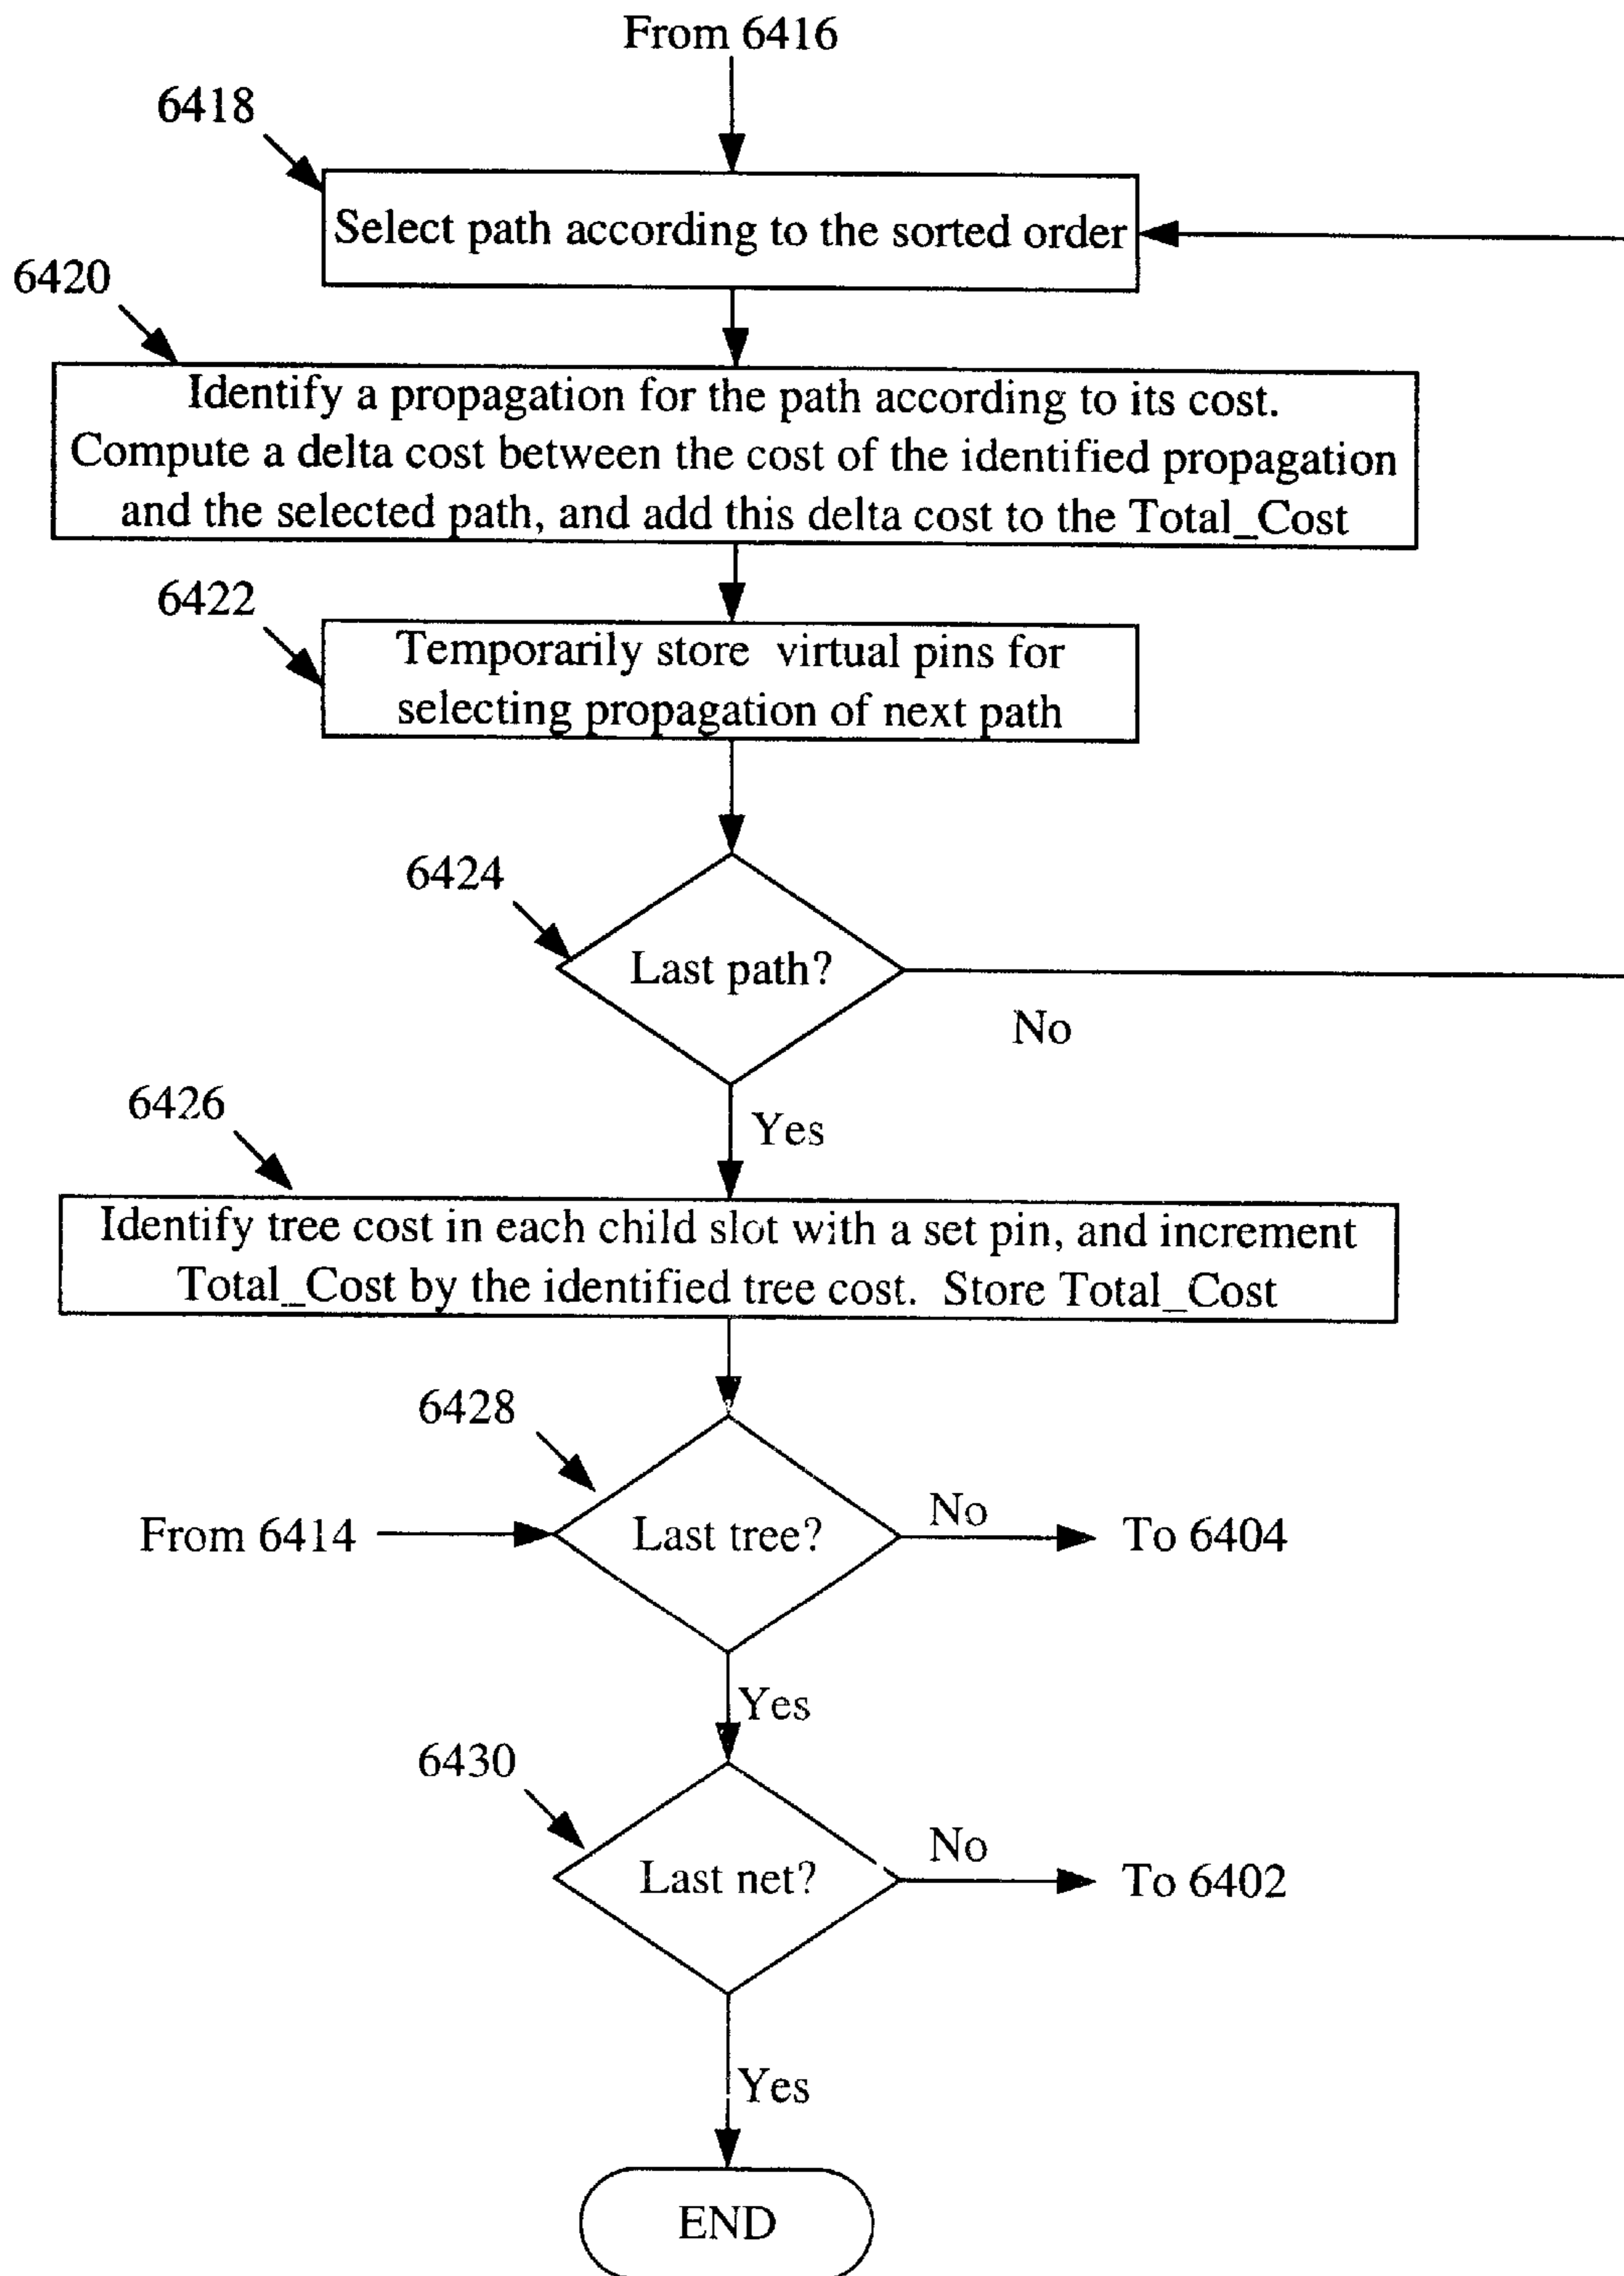 From 6416
6418
Select path according to the sorted order
6420
Identify a propagation for the path according to its cost.
Compute a delta cost between the cost of the identified propagation
and the selected path, and add this delta cost to the Total_Cost
6422
Temporarily store virtual pins for
selecting propagation of next path
6424
Last path?
No
Yes
6426
Identify tree cost in each child slot with a set pin, and increment
Total_Cost by the identified tree cost. Store Total_Cost
6428
From 6414
Last tree?
No
To 6404
Yes
6430
Last net?
No
To 6402
Yes
END